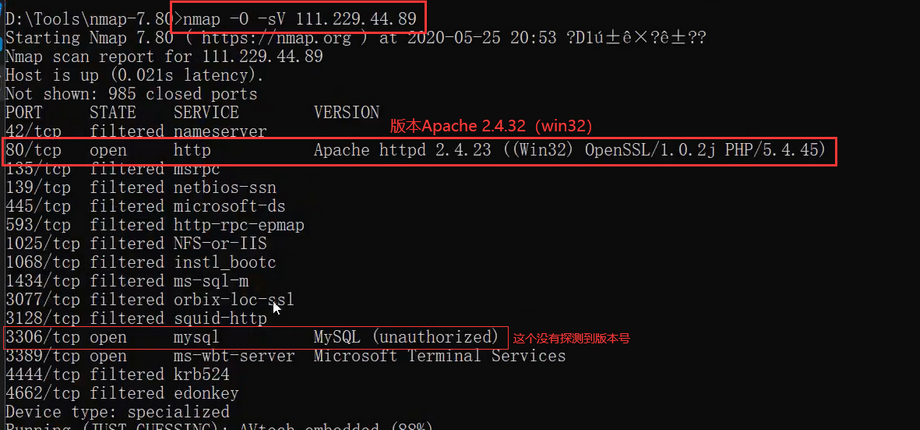 D:\Tools\nmap-7.80>nmap -O -sV 111.229.44.89
Starting Nmap 7.80 ( https://nmap.org ) at 2020-05-25 20:53 ?D1ú±ê×?ê±??
Nmap scan report for 111.229.44.89
Host is up (0.021s latency).
Not shown: 985 closed ports
PORT STATE SERVICE VERSION
42/tcp filtered nameserver
版本Apache 2.4.32（win32）
80/tcp open http Apache httpd 2.4.23 ((Win32) OpenSSL/1.0.2j PHP/5.4.45)
135/tcp filtered msrpc
139/tcp filtered netbios-ssn
445/tcp filtered microsoft-ds
593/tcp filtered http-rpc-epmap
1025/tcp filtered NFS-or-IIS
1068/tcp filtered instl_bootc
1434/tcp filtered ms-sql-m
3077/tcp filtered orbix-loc-ssl
3128/tcp filtered squid-http
3306/tcp open mysql MySQL (unauthorized) 这个没有探测到版本号
3389/tcp open ms-wbt-server Microsoft Terminal Services
4444/tcp filtered krb524
4662/tcp filtered edonkey
Device type: specialized
Running (JUST GUESSING): AVtech embedded (88%)